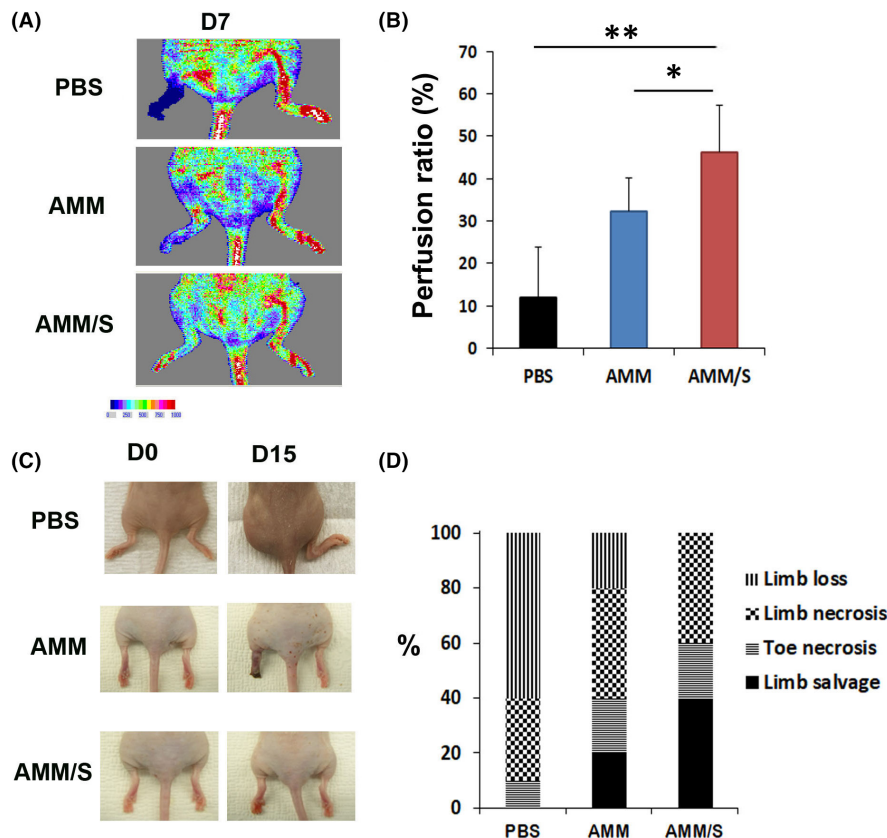 (A)
D7
PBS
AMM
AMM/S
0 250 500 750 1000
(B)
Perfusion ratio (%)
70
60
50
40
30
20
10
0
**
*
PBS AMM AMM/S
(C)
D0 D15
PBS
AMM
AMM/S
(D)
%
100
80
60
40
20
0
PBS AMM AMM/S
Limb loss
Limb necrosis
Toe necrosis
Limb salvage